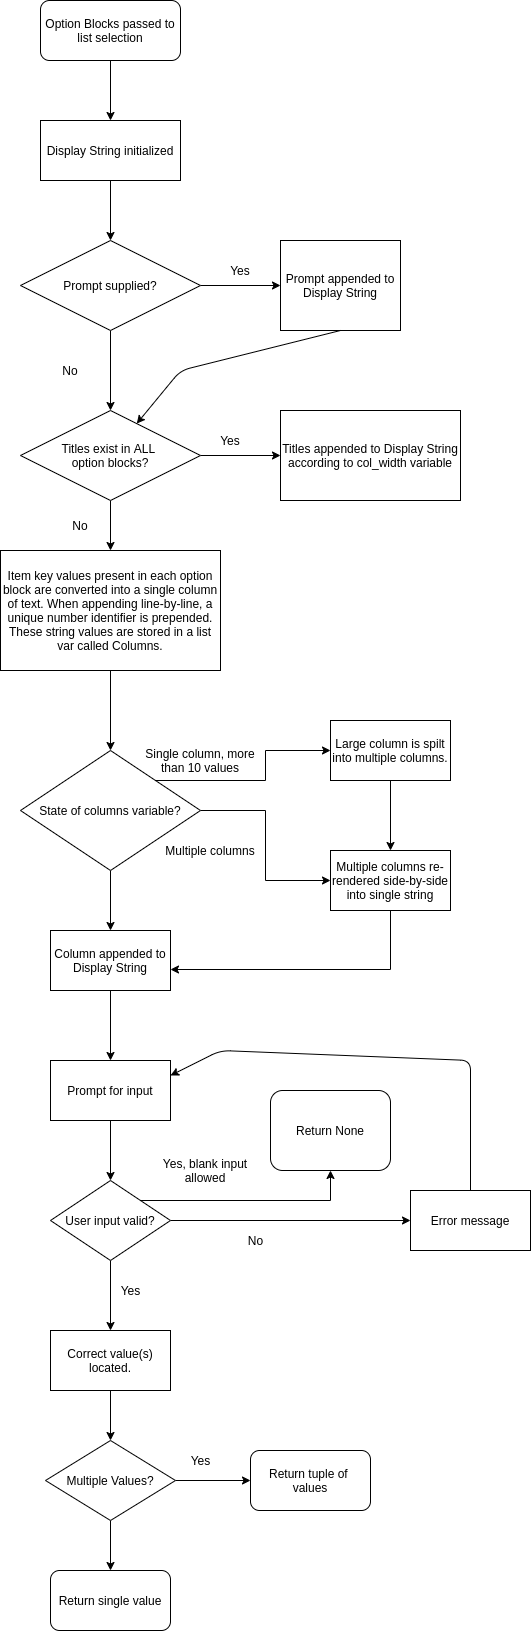 Option Blocks passed to
list selection
Display String initialized
Prompt supplied?
Yes
Prompt appended to
Display String
No
Titles exist in ALL
option blocks?
Yes
Titles appended to Display String
according to col_width variable
No
Item key values present in each option
block are converted into a single column
of text. When appending line-by-line, a
unique number identifier is prepended.
These string values are stored in a list
var called Columns.
Single column, more
than 10 values
Large column is spilt
into multiple columns.
State of columns variable?
Multiple columns
Multiple columns re-
rendered side-by-side
into single string
Column appended to
Display String
Prompt for input
Return None
Yes, blank input
allowed
User input valid?
No
Error message
Yes
Correct value(s)
located.
Multiple Values?
Yes
Return tuple of
values
Return single value